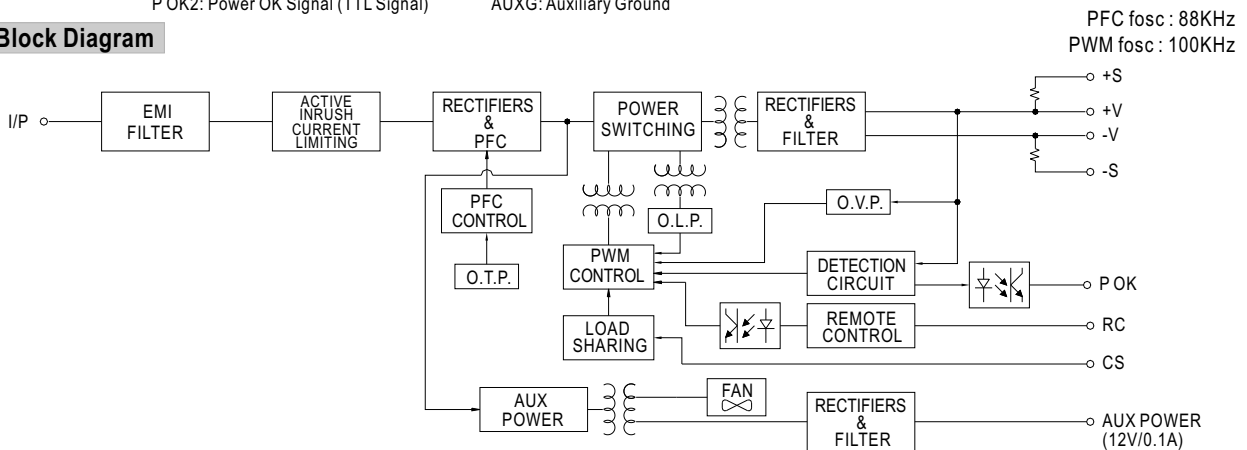 P OK2: Power OK Signal (TTL Signal) AUXG: Auxiliary Ground
Block Diagram
PFC fosc : 88KHz
PWM fosc : 100KHz
I/P
EMI
FILTER
ACTIVE
INRUSH
CURRENT
LIMITING
RECTIFIERS
&
PFC
POWER
SWITCHING
RECTIFIERS
&
FILTER
+S
+V
-V
-S
PFC
CONTROL
O.L.P.
O.V.P.
O.T.P.
PWM
CONTROL
DETECTION
CIRCUIT
P OK
LOAD
SHARING
REMOTE
CONTROL
RC
CS
AUX
POWER
FAN
RECTIFIERS
&
FILTER
AUX POWER
(12V/0.1A)